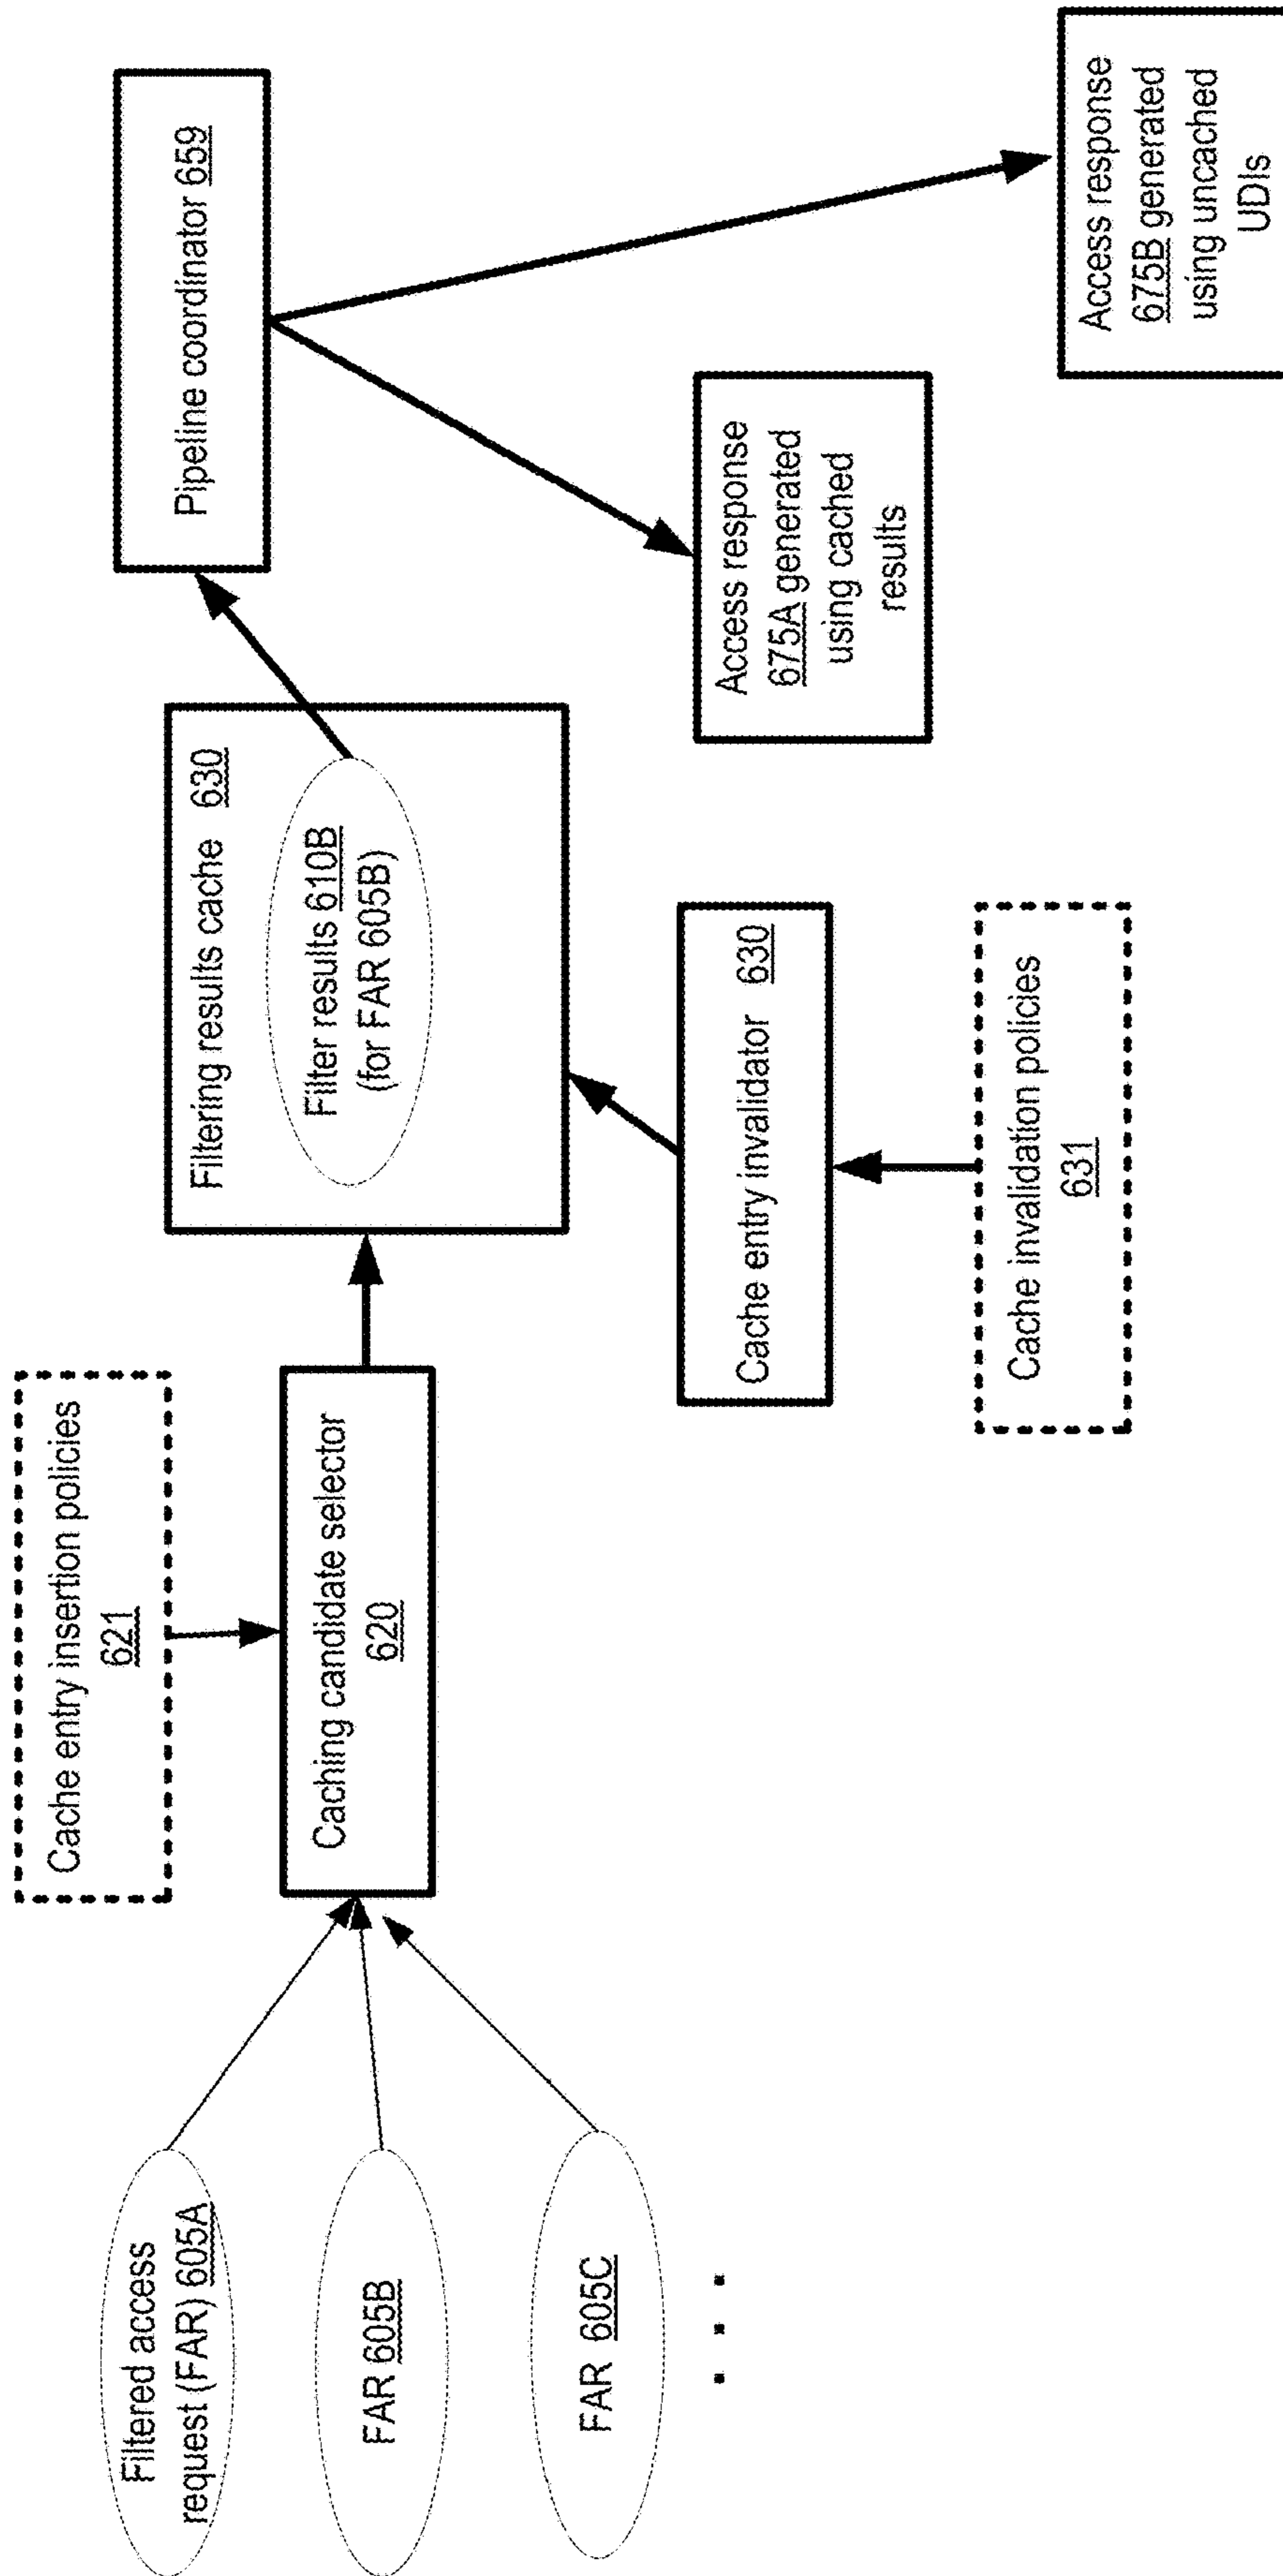 Filtered access
request (FAR) 605A
FAR 605B
FAR 605C
. . .
Cache entry insertion policies
621
Caching candidate selector
620
Filtering results cache 630
Filter results 610B
(for FAR 605B)
Cache entry invalidator 630
Cache invalidation policies
631
Pipeline coordinator 659
Access response
675A generated
using cached
results
Access response
675B generated
using uncached
UDIs